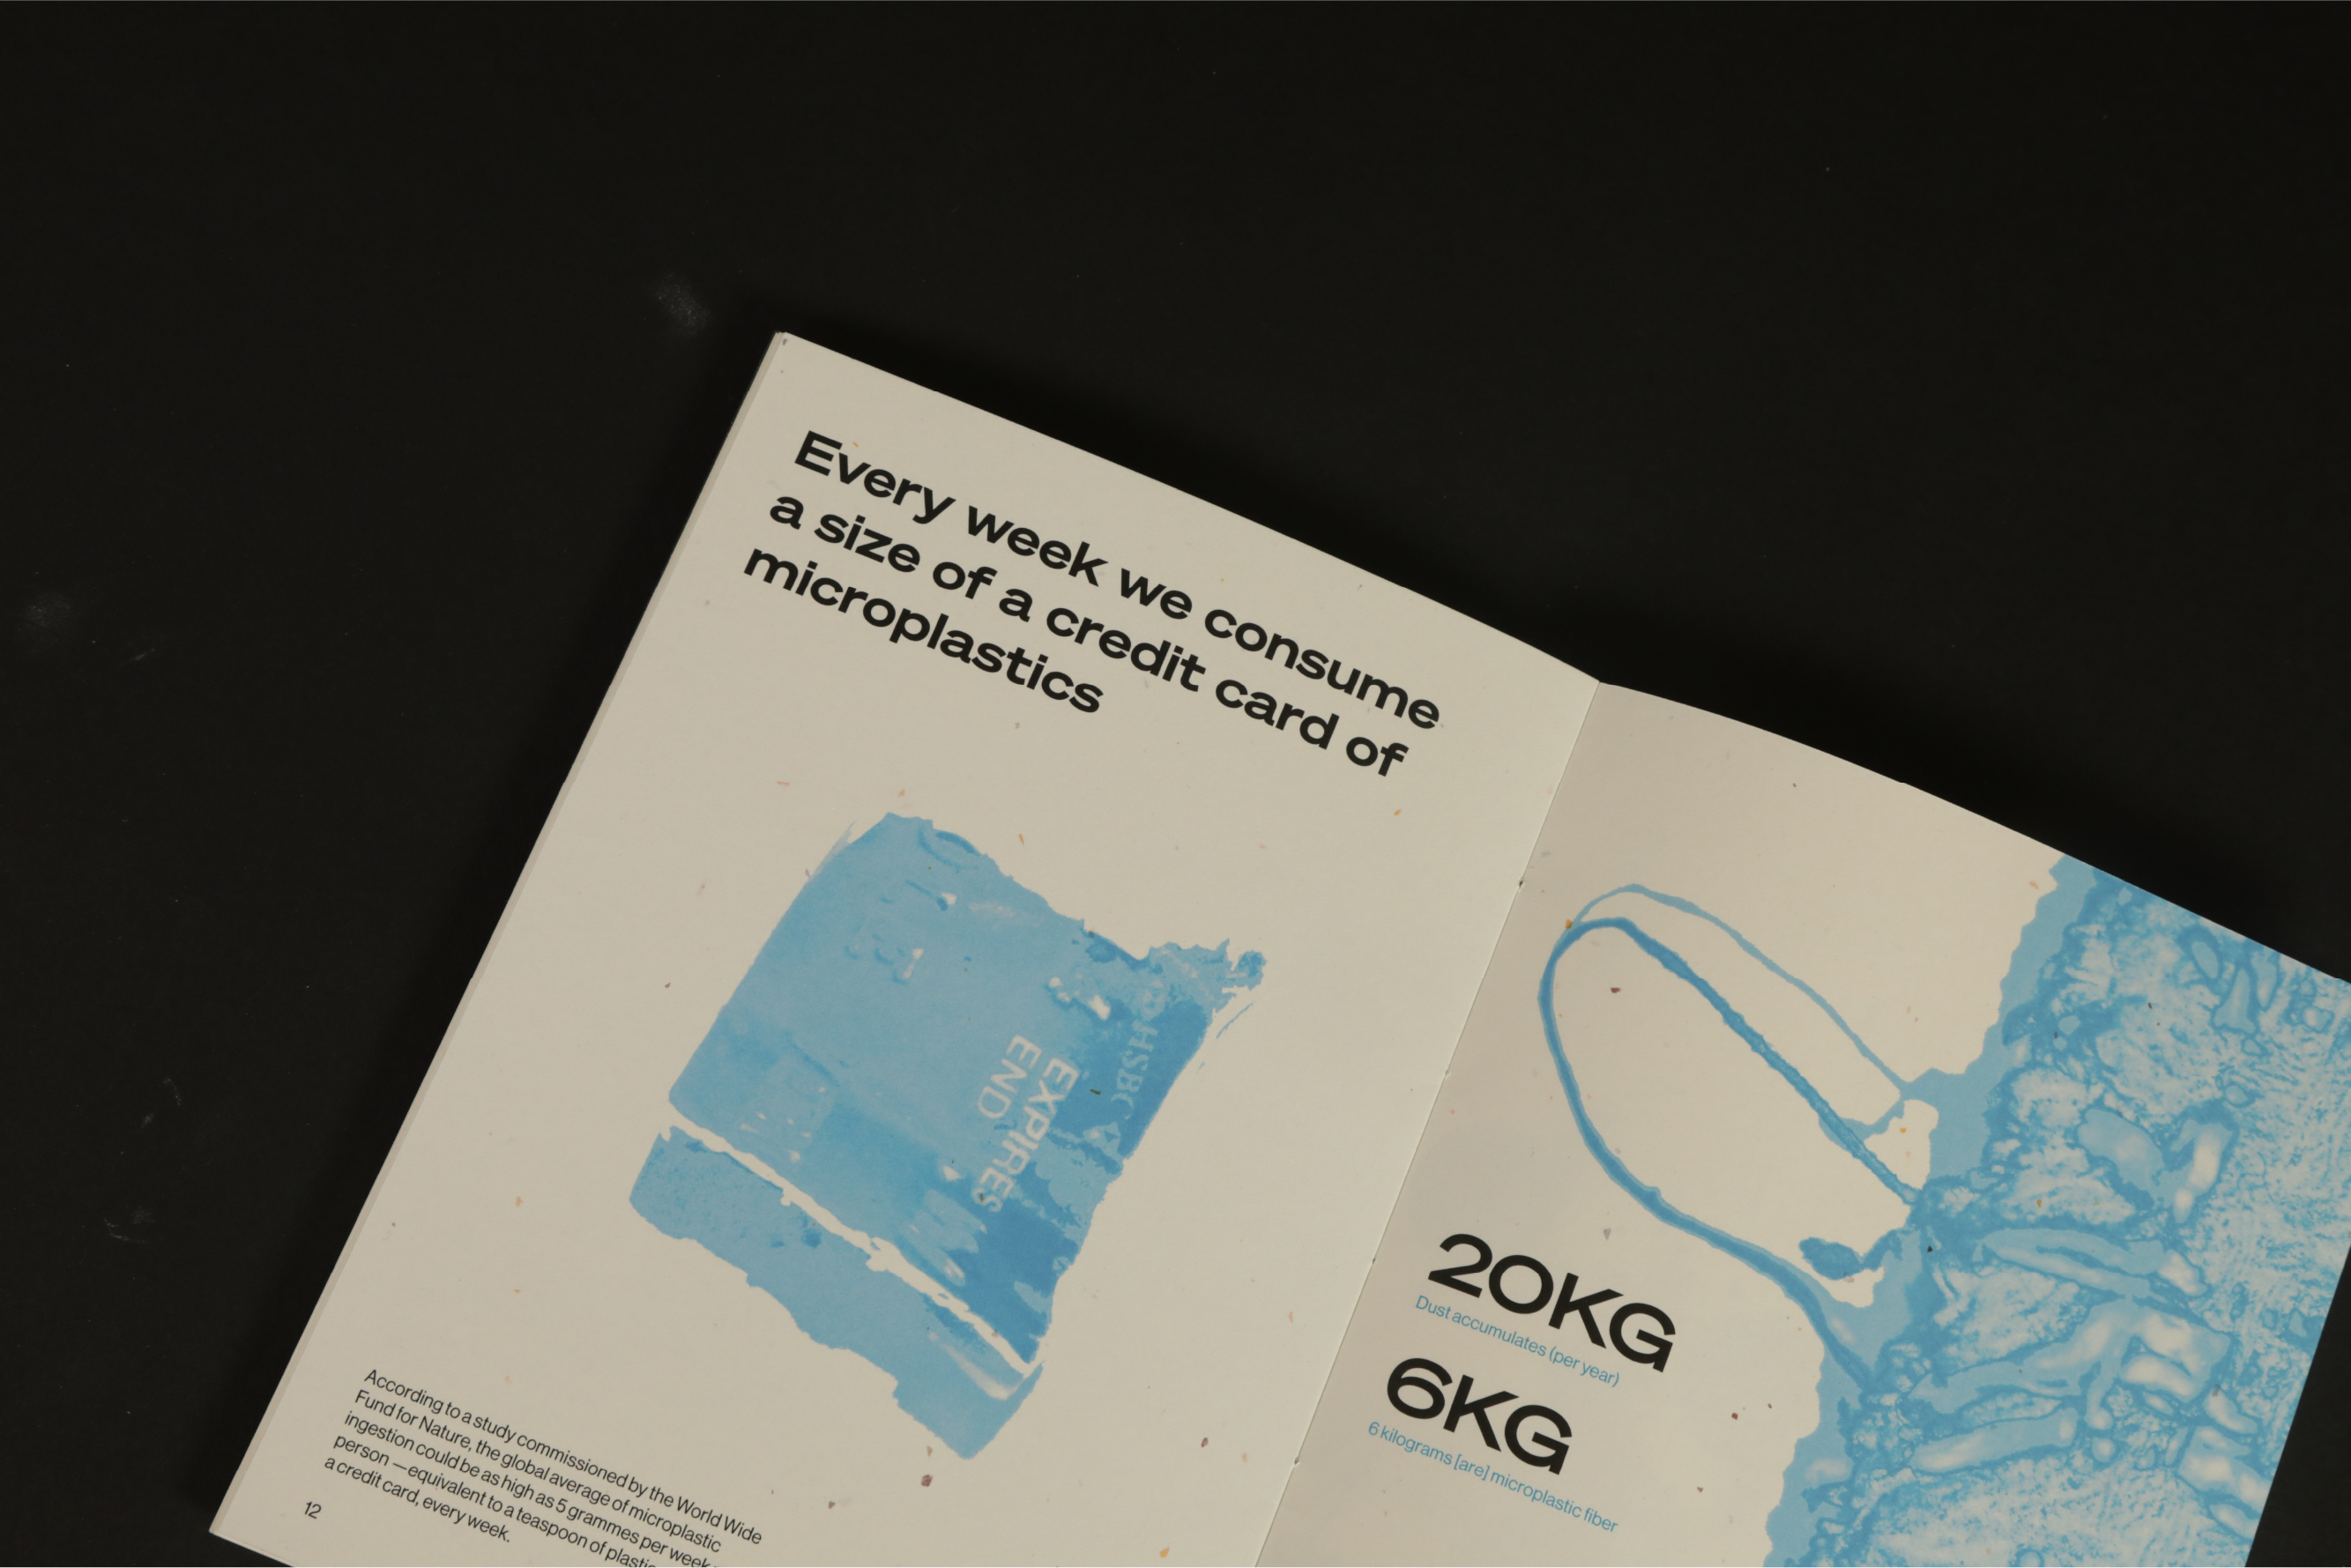 Every week we consume
a size of a credit card of
microplastics
HSBC
EXPIRES
END
According to a study commissioned by the World Wide
Fund for Nature, the global average of microplastic
ingestion could be as high as 5 grammes per week
person — equivalent to a teaspoon of plastic
a credit card, every week.
12
20KG
Dust accumulates (per year)
6KG
6 kilograms [are] microplastic fiber